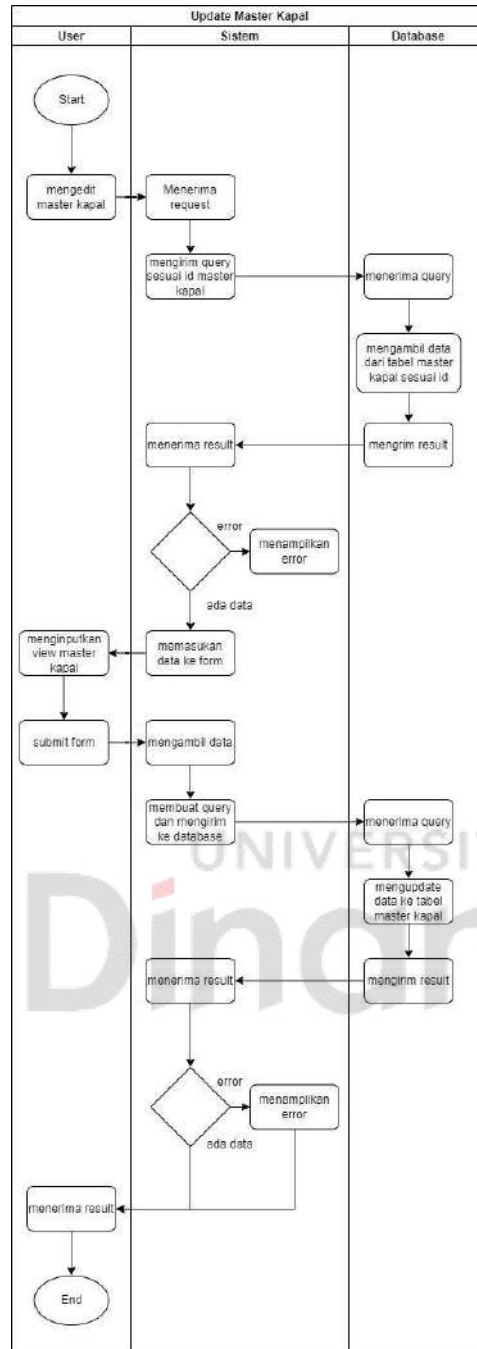 Update Master Kapal
User
Sistem
Database
Start
mengedit
master kapal
Menerima
request
mengirim query
sesuai id master
kapal
menerima query
mengambil data
dari tabel master
kapal sesuai id
mengrim result
menerima result
error
menampilkan
error
ada data
memasukan
data ke form
menginputkan
view master
kapal
submit form
mengambil data
membuat query
dan mengirim
ke database
menerima query
UNIVERSI
Dinar
mengupdate
data ke tabel
master kapal
mengirim result
menerima result
error
menampilkan
error
ada data
menerima result
End